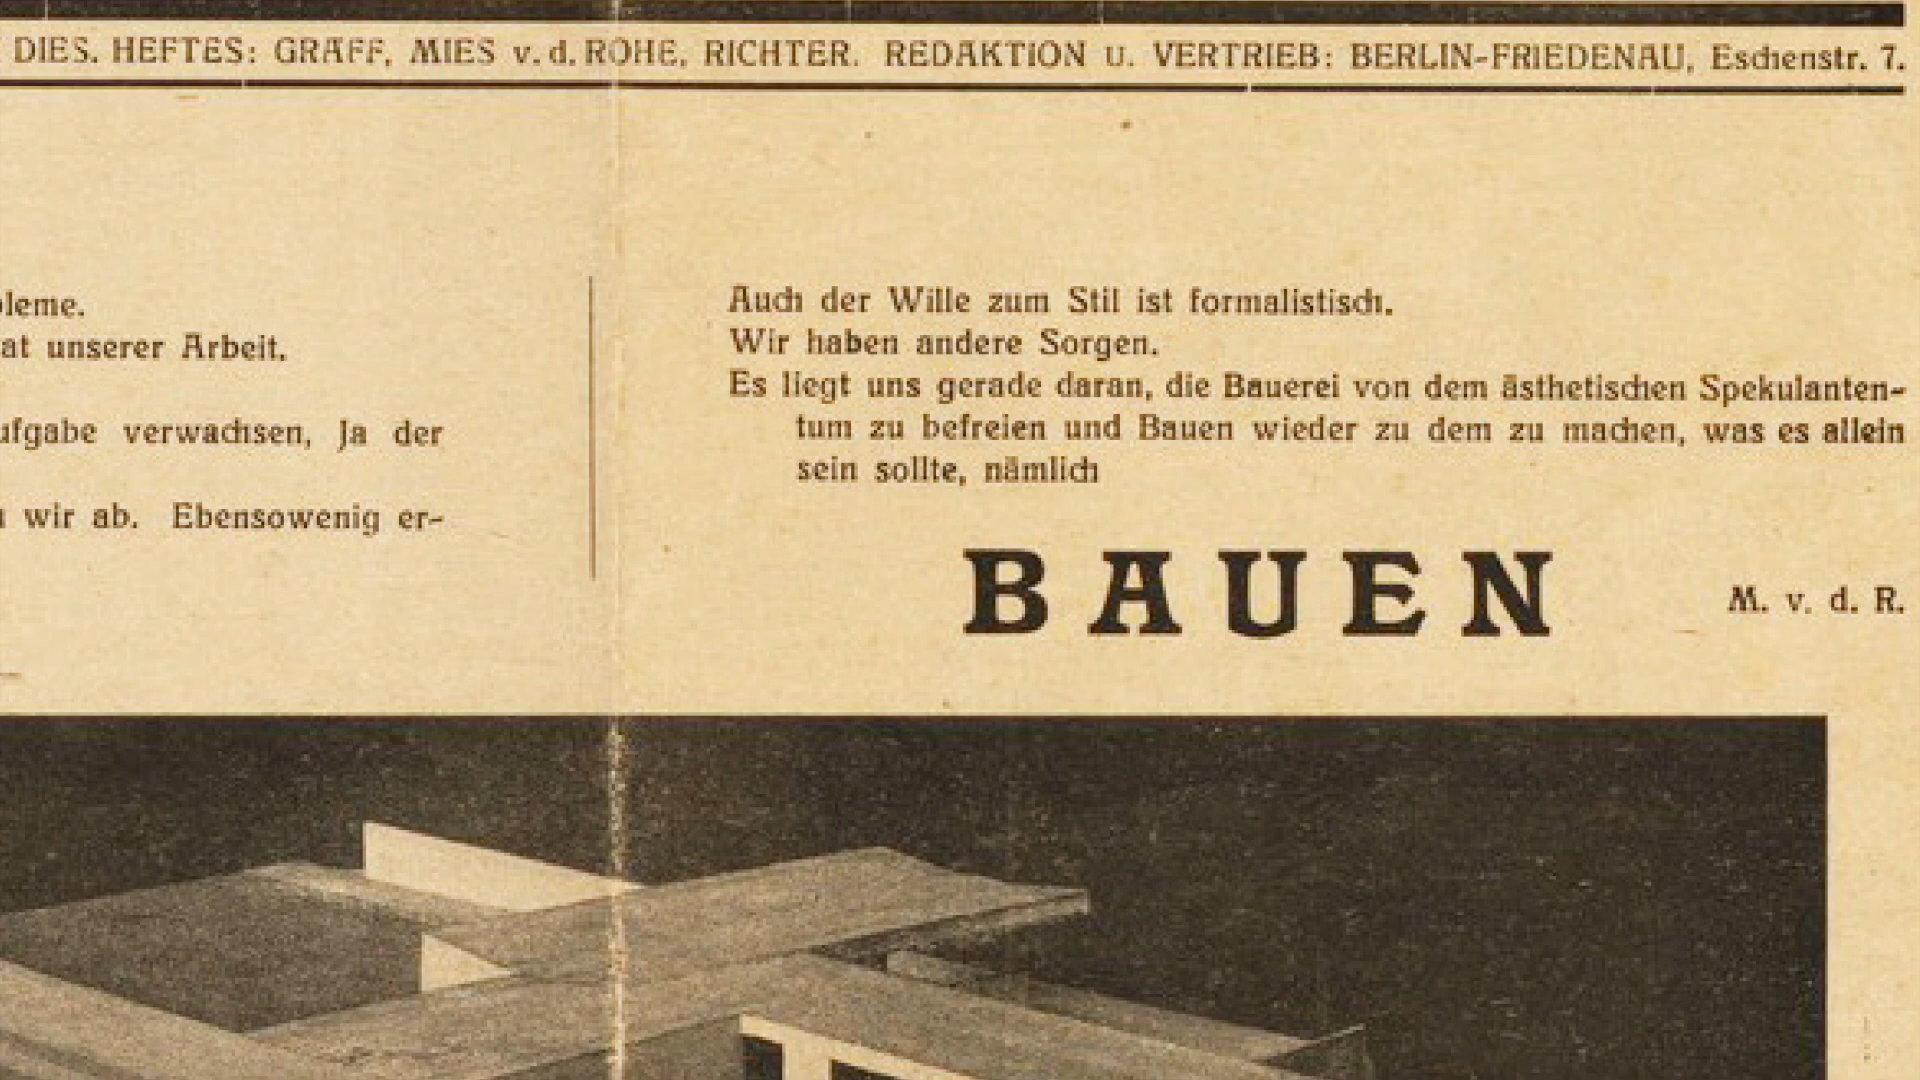 DIES. HEFTES: GRÄFF, MIES v. d. ROHE, RICHTER. REDAKTION U. VERTRIEB: BERLIN-FRIEDENAU, Eschenstr. 7.
unserer Arbeit.
verwachsen, Ja der
wir ab. Ebensowenig er-
Auch der Wille zum Stil ist formalistisch.
Wir haben andere Sorgen.
Es liegt uns gerade daran, die Bauerei von dem ästhetischen Spekulanten-
tum zu befreien und Bauen wieder zu dem zu machen, was es allein
sein sollte, nämlich
BAUEN
M. v. d. R.